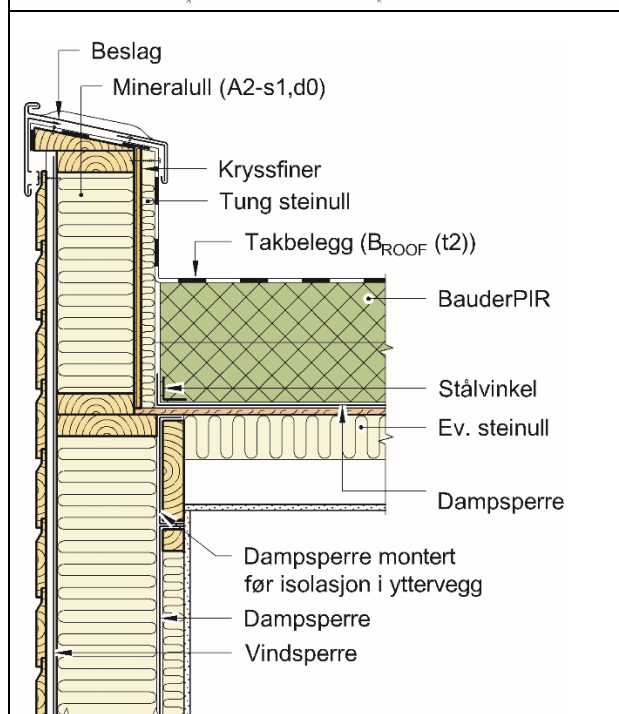 Beslag
Mineralull (A2-s1,d0)
Kryssfiner
Tung steinull
Takbelegg (BROOF (t2))
BauderPIR
Stålvinkel
Ev. steinull
Dampsperre
Dampsperre montert
før isolasjon i yttervegg
Dampsperre
Vindsperre